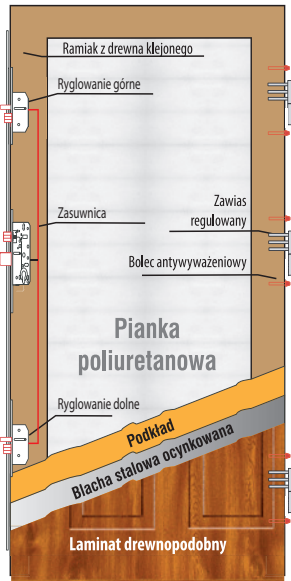 Ramiak z drewna klejonego
Ryglowanie górne
Zasuwnica
Zawias
regulowany
Bolec antywyważeniowy
Pianka
poliuretanowa
Ryglowanie dolne
Podkład
Blacha stalowa ocynkowana
Laminat drewnopodobny